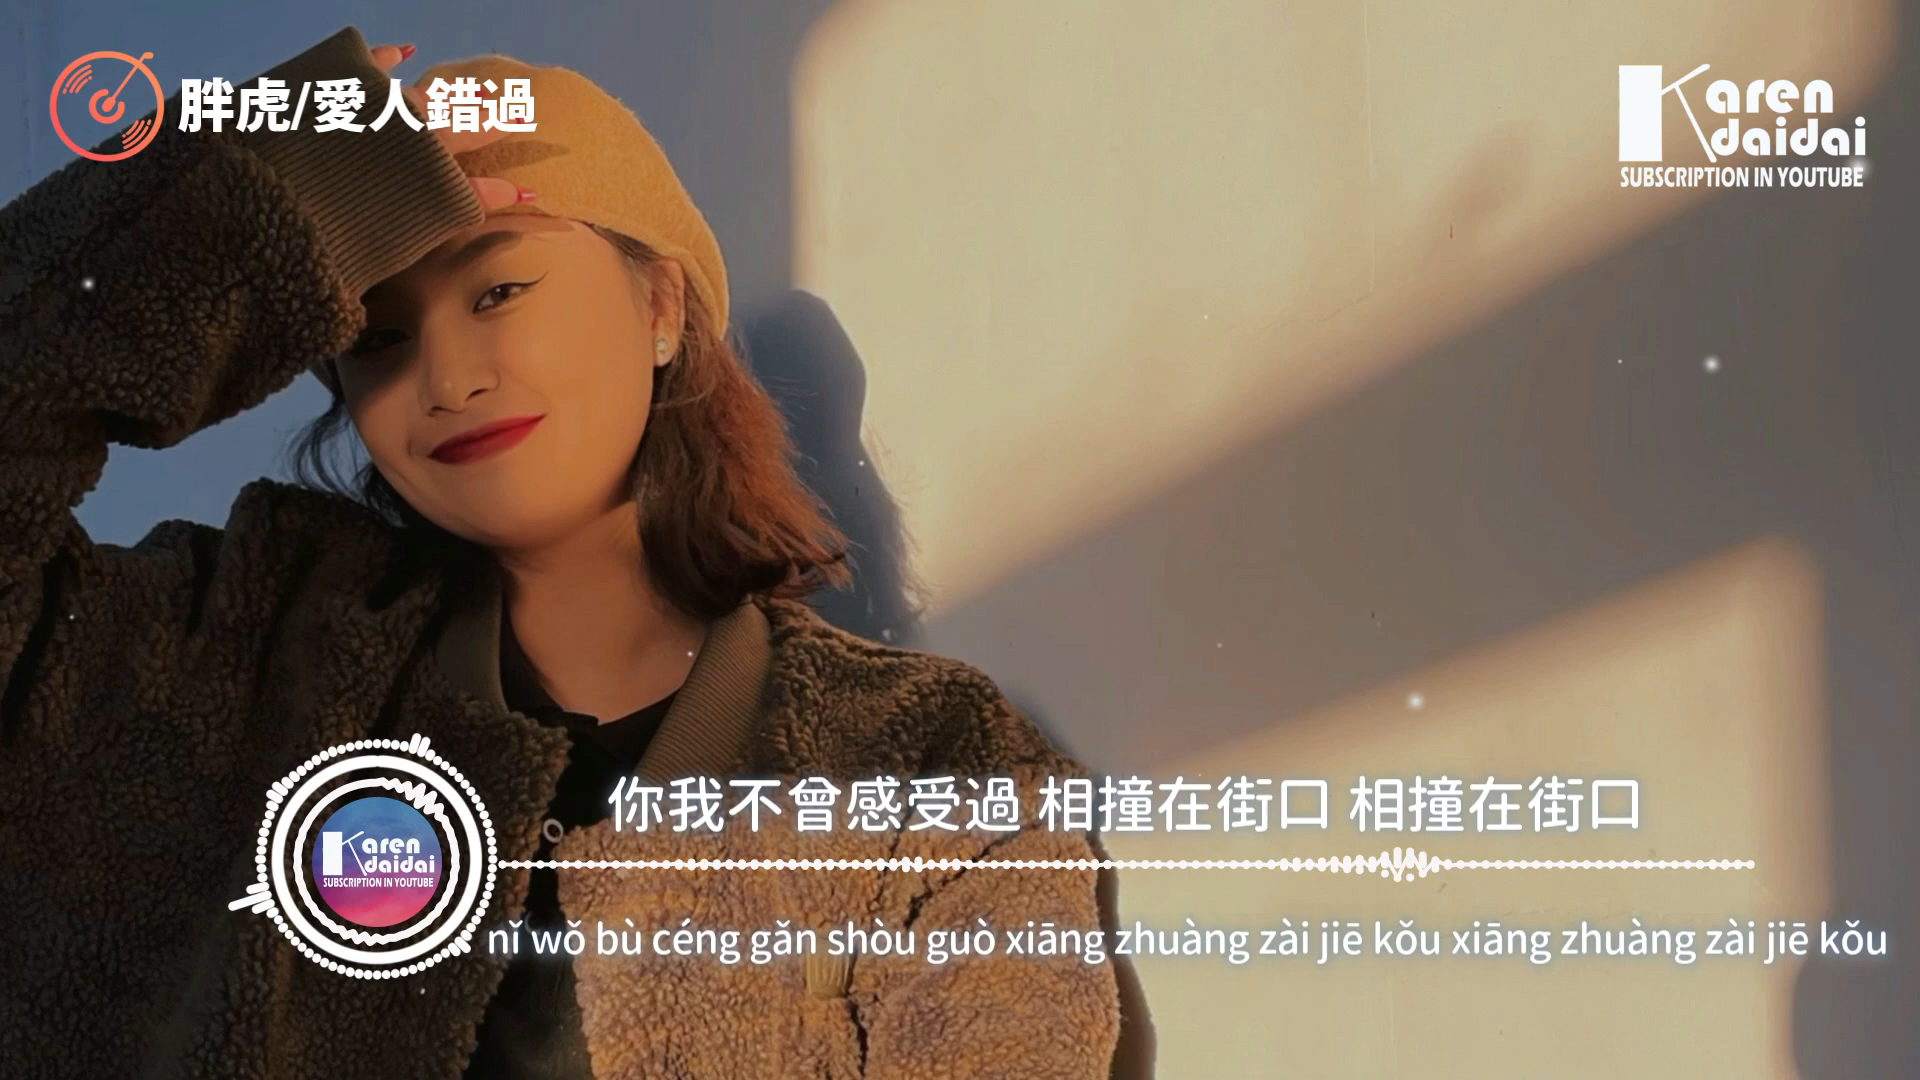 胖虎/愛人錯過
Karen
daidai
SUBSCRIPTION IN YOUTUBE
你我不曾感受過 相撞在街口 相撞在街口
Karen
daidai
SUBSCRIPTION IN YOUTUBE
nǐ wǒ bù céng gǎn shòu guò xiāng zhuàng zài jiē kǒu xiāng zhuàng zài jiē kǒu